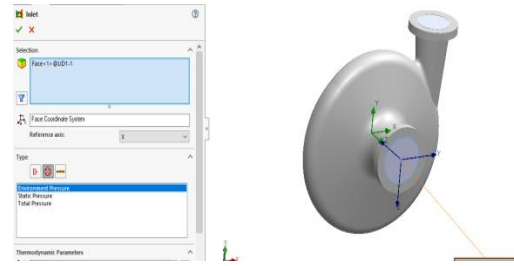 Inlet
Selection
Face<1>@LID1-1
Face Coordinate System
Reference axis:
X
Type
Environment Pressure
Static Pressure
Total Pressure
Thermodynamic Parameters
Y
X
Y
Y